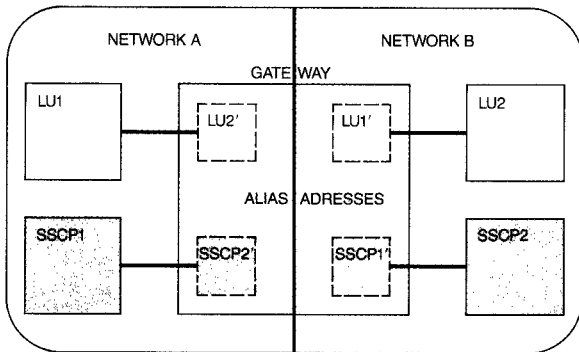 NETWORK A
NETWORK B
GATEWAY
LU1
LU2'
LU1'
LU2
ALIAS ADRESSES
SSCP1
SSCP2'
SSCP1'
SSCP2